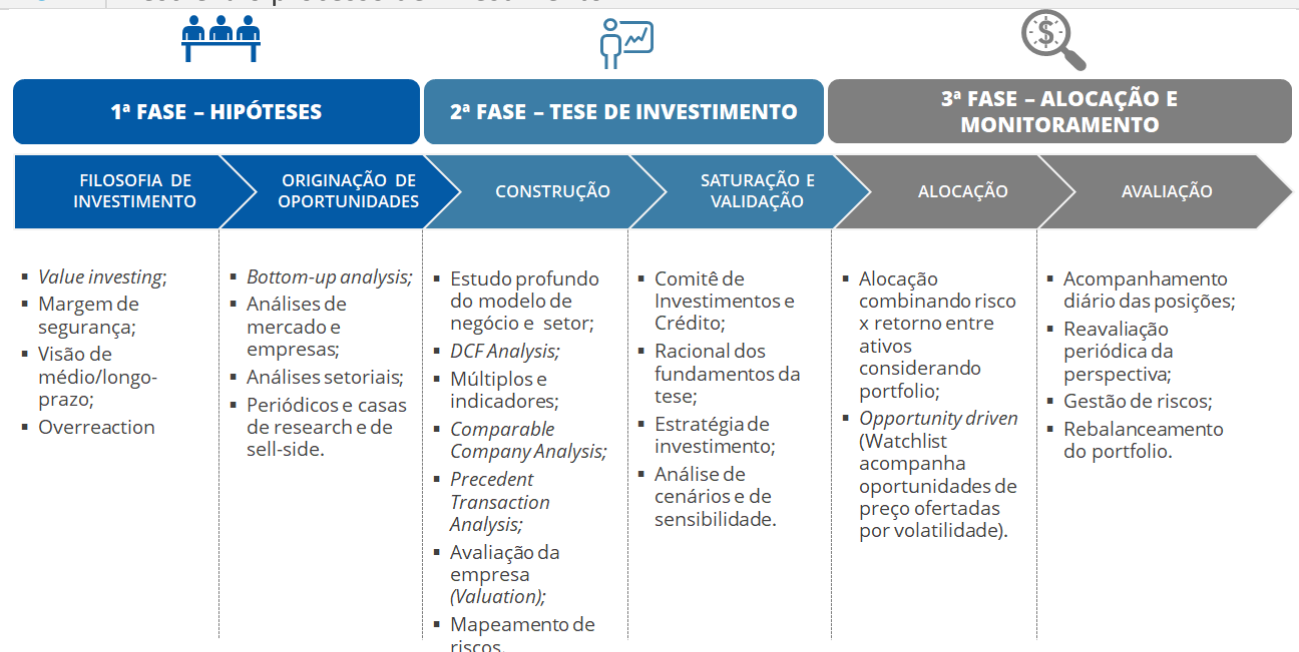 1ª FASE – HIPÓTESES
2ª FASE – TESE DE INVESTIMENTO
3ª FASE – ALOCAÇÃO E
MONITORAMENTO
FILOSOFIA DE
INVESTIMENTO
ORIGINAÇÃO DE
OPORTUNIDADES
CONSTRUÇÃO
SATURAÇÃO E
VALIDAÇÃO
ALOCAÇÃO
AVALIAÇÃO
▪ Value investing;
▪ Margem de
segurança;
▪ Visão de
médio/longo-
prazo;
▪ Overreaction
▪ Bottom-up analysis;
▪ Análises de
mercado e
empresas;
▪ Análises setoriais;
▪ Periódicos e casas
de research e de
sell-side.
▪ Estudo profundo
do modelo de
negócio e setor;
▪ DCF Analysis;
▪ Múltiplos e
indicadores;
▪ Comparable
Company Analysis;
▪ Precedent
Transaction
Analysis;
▪ Avaliação da
empresa
(Valuation);
▪ Mapeamento de
riscos.
▪ Comitê de
Investimentos e
Crédito;
▪ Racional dos
fundamentos da
tese;
▪ Estratégia de
investimento;
▪ Análise de
cenários e de
sensibilidade.
▪ Alocação
combinando risco
x retorno entre
ativos
considerando
portfolio;
▪ Opportunity driven
(Watchlist
acompanha
oportunidades de
preço ofertadas
por volatilidade).
▪ Acompanhamento
diário das posições;
▪ Reavaliação
periódica da
perspectiva;
▪ Gestão de riscos;
▪ Rebalanceamento
do portfolio.